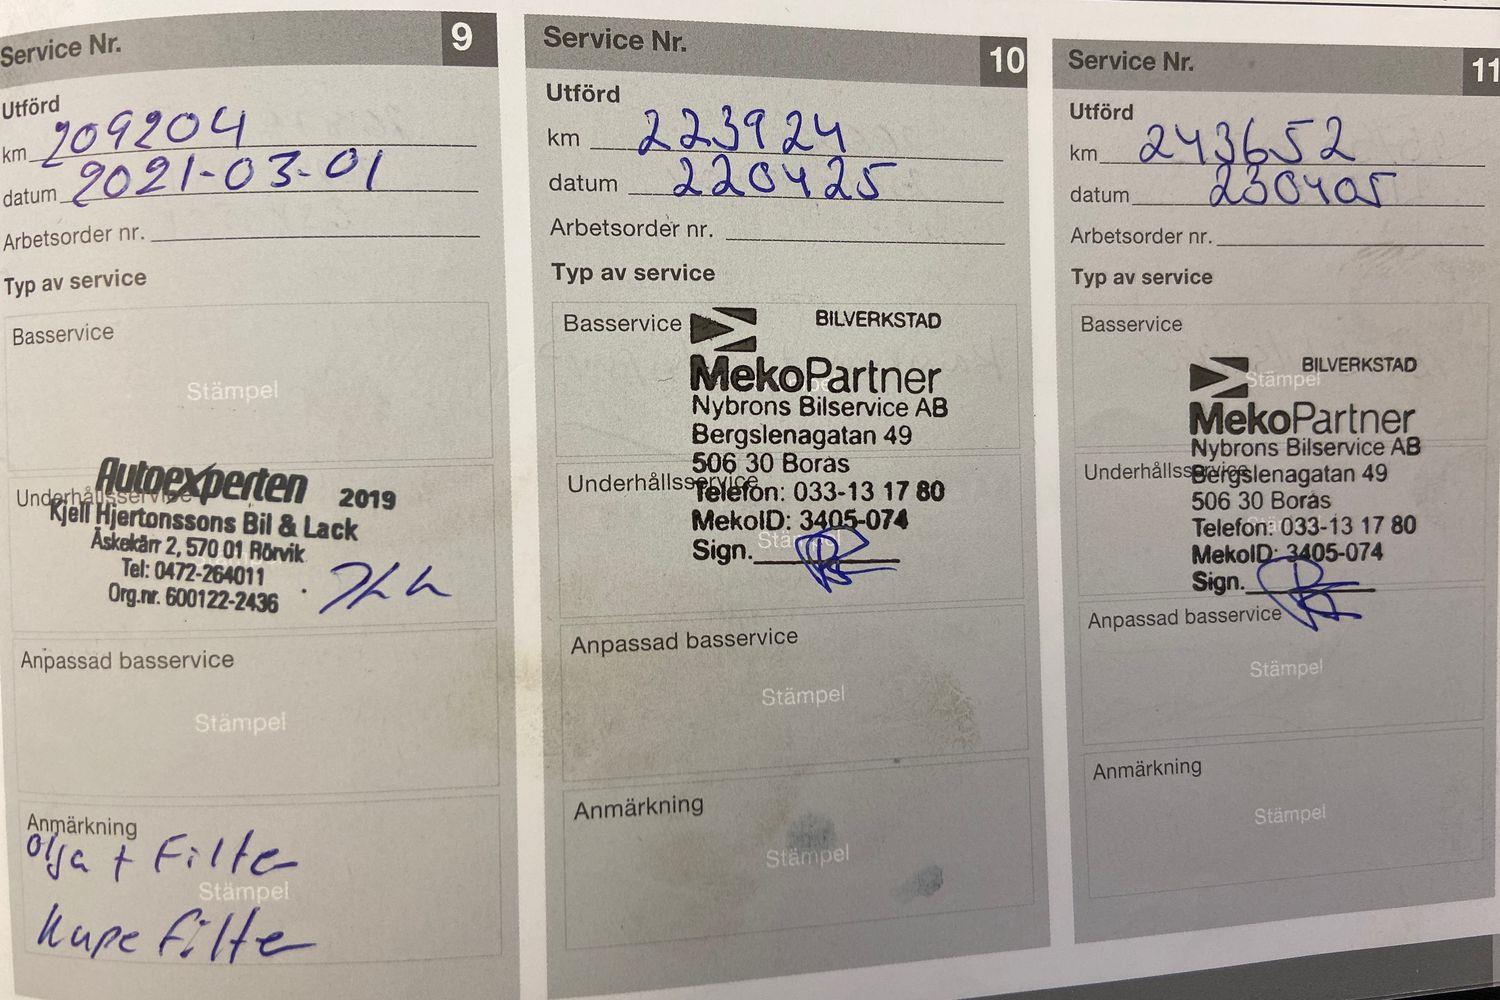 Service Nr. 9
Utförd
km 209204
datum 2021-03-01
Arbetsorder nr.
Typ av service
Basservice
Stämpel
Underhållsservice
Autoexperten 2019
Kjell Hjertonssons Bil & Lack
Äskekärr 2, 570 01 Rörvik
Tel: 0472-264011
Org.nr. 600122-2436
Anpassad basservice
Stämpel
Anmärkning
Olja + Filter
Stämpel
Kupe Filter
Service Nr. 10
Utförd
km 223924
datum 220425
Arbetsorder nr.
Typ av service
Basservice
BILVERKSTAD
MekoPartner
Nybrons Bilservice AB
Bergslenagatan 49
506 30 Borås
Underhållsservice
Telefon: 033-13 17 80
MekoID: 3405-074
Stämpel
Sign.
Anpassad basservice
Stämpel
Anmärkning
Stämpel
Service Nr. 11
Utförd
km 243652
datum 230405
Arbetsorder nr.
Typ av service
Basservice
BILVERKSTAD
Stämpel
MekoPartner
Nybrons Bilservice AB
Underhållsservice
Bergslenagatan 49
506 30 Borås
Telefon: 033-13 17 80
MekoID: 3405-074
Sign.
Anpassad basservice
Stämpel
Anmärkning
Stämpel